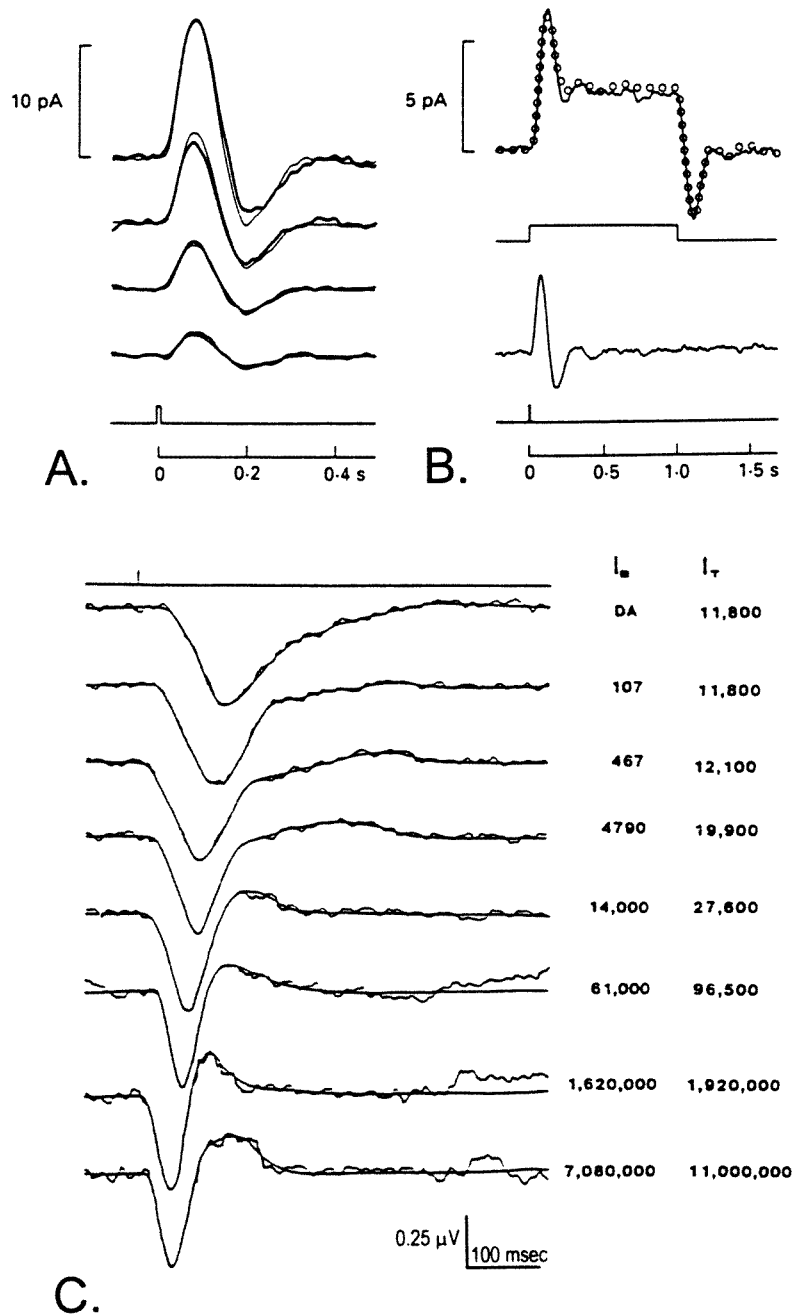 10 pA
5 pA
A.
0 0·2 0·4 s
B.
0 0·5 1·0 1·5 s
I_B I_T
DA 11,800
107 11,800
467 12,100
4790 19,900
14,000 27,600
61,000 96,500
1,620,000 1,920,000
7,080,000 11,000,000
0.25 µV
100 msec
C.